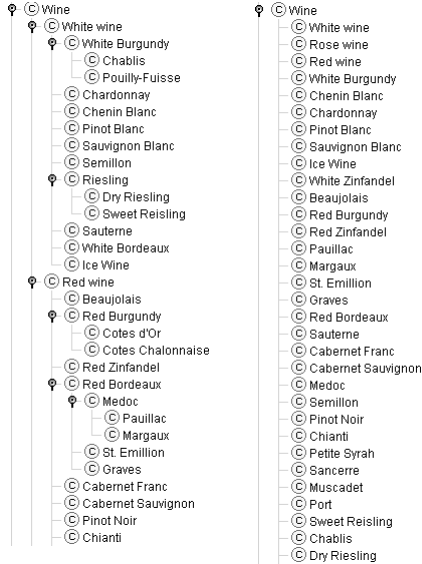 Wine
White wine
White Burgundy
Chablis
Pouilly-Fuisse
Chardonnay
Chenin Blanc
Pinot Blanc
Sauvignon Blanc
Semillon
Riesling
Dry Riesling
Sweet Reisling
Sauterne
White Bordeaux
Ice Wine
Red wine
Beaujolais
Red Burgundy
Cotes d'Or
Cotes Chalonnaise
Red Zinfandel
Red Bordeaux
Medoc
Pauillac
Margaux
St. Emillion
Graves
Cabernet Franc
Cabernet Sauvignon
Pinot Noir
Chianti
Wine
White wine
Rose wine
Red wine
White Burgundy
Chenin Blanc
Chardonnay
Pinot Blanc
Sauvignon Blanc
Ice Wine
White Zinfandel
Beaujolais
Red Burgundy
Red Zinfandel
Pauillac
Margaux
St. Emillion
Graves
Red Bordeaux
Sauterne
Cabernet Franc
Cabernet Sauvignon
Medoc
Semillon
Pinot Noir
Chianti
Petite Syrah
Sancerre
Muscadet
Port
Sweet Reisling
Chablis
Dry Riesling